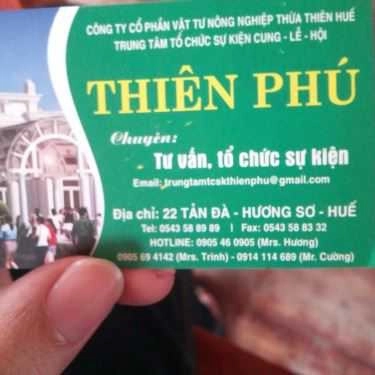 CÔNG TY CỔ PHẦN VẬT TƯ NÔNG NGHIỆP THỪA THIÊN HUẾ
TRUNG TÂM TỔ CHỨC SỰ KIỆN CUNG - LỄ - HỘI
THIÊN PHÚ
Chuyên:
Tư vấn, tổ chức sự kiện
Email: trungtamtcskthienphu@gmail.com
Địa chỉ: 22 TẢN ĐÀ - HƯƠNG SƠ - HUẾ
Tel: 0543 58 89 89 I Fax: 0543 58 83 32
HOTLINE: 0905 46 0905 (Mrs. Hương)
0905 69 4142 (Mrs. Trinh) - 0914 114 689 (Mr. Cường)